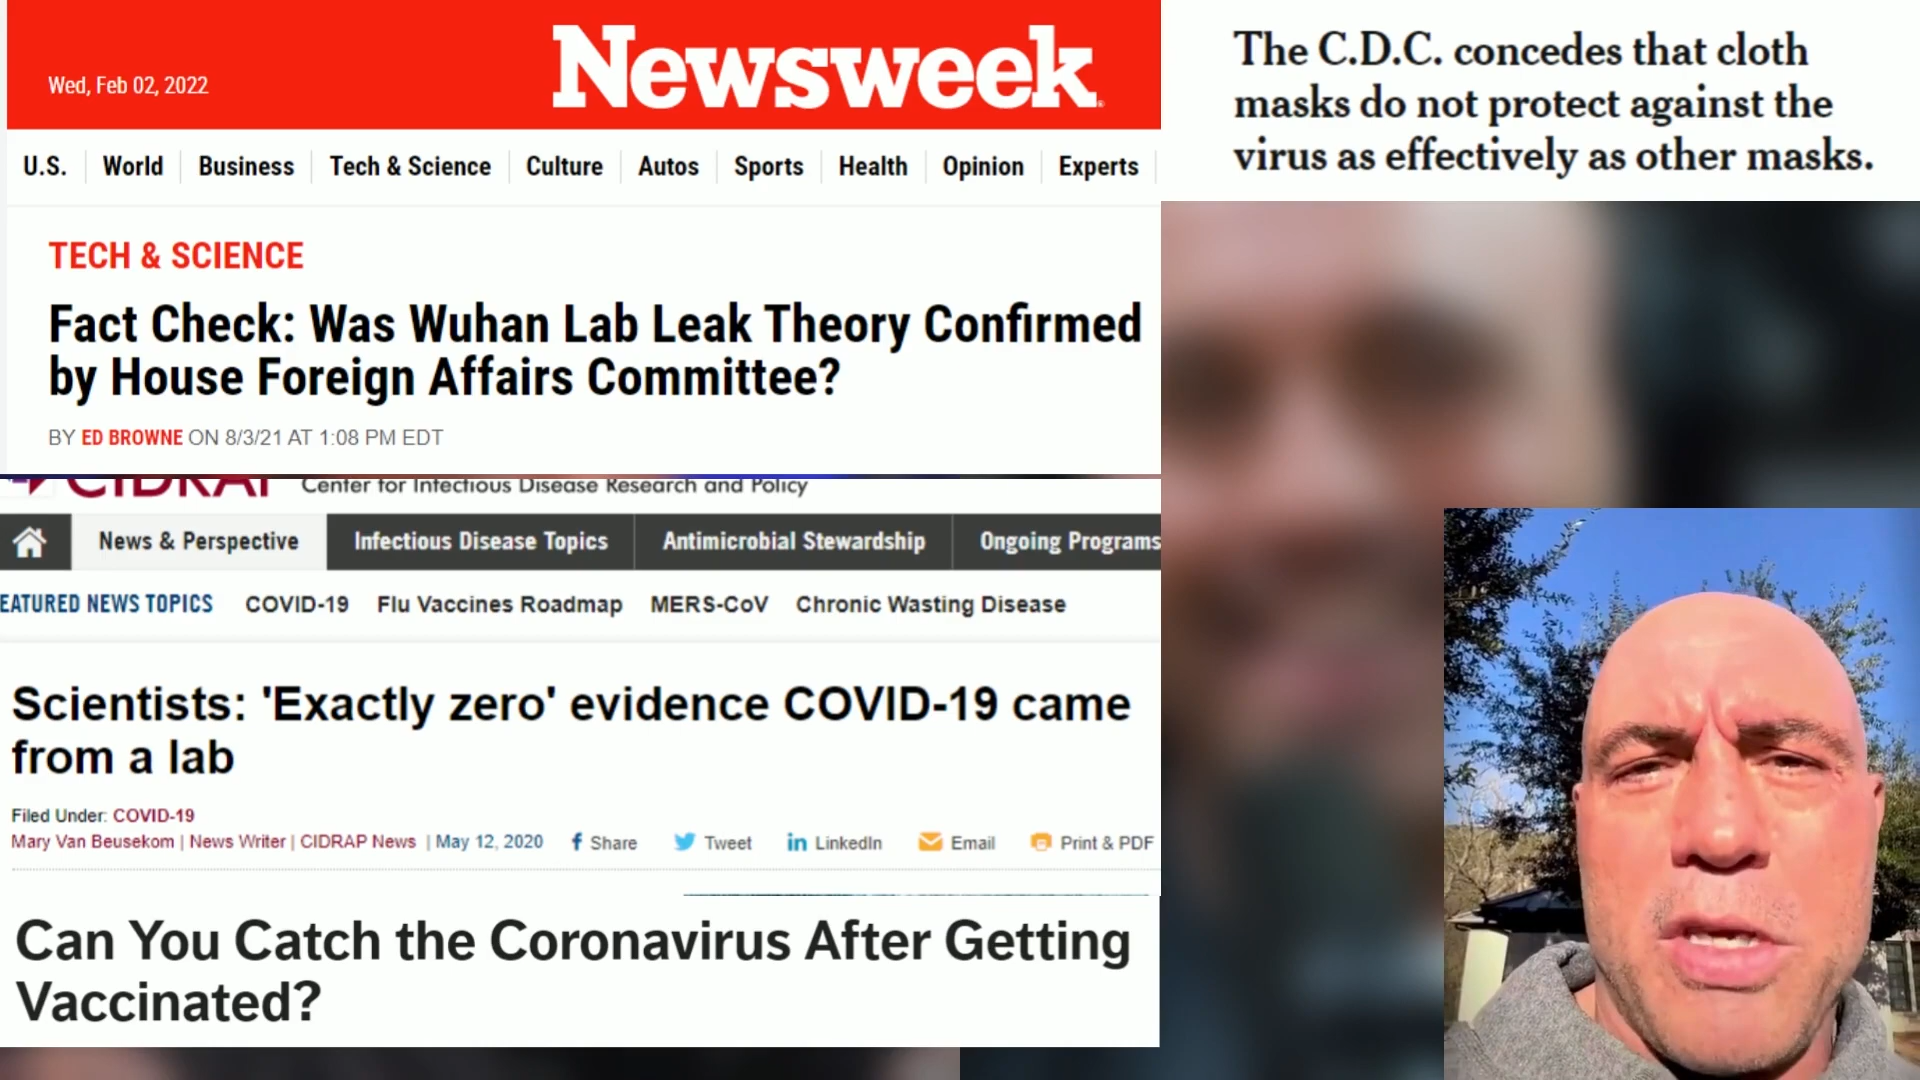 Newsweek
Wed, Feb 02, 2022
U.S. World Business Tech & Science Culture Autos Sports Health Opinion Experts
TECH & SCIENCE
Fact Check: Was Wuhan Lab Leak Theory Confirmed
by House Foreign Affairs Committee?
BY ED BROWNE ON 8/3/21 AT 1:08 PM EDT
The C.D.C. concedes that cloth
masks do not protect against the
virus as effectively as other masks.
CIDRAP Center for Infectious Disease Research and Policy
News & Perspective Infectious Disease Topics Antimicrobial Stewardship Ongoing Programs
EATURED NEWS TOPICS COVID-19 Flu Vaccines Roadmap MERS-CoV Chronic Wasting Disease
Scientists: 'Exactly zero' evidence COVID-19 came
from a lab
Filed Under: COVID-19
Mary Van Beusekom | News Writer | CIDRAP News | May 12, 2020 Share Tweet LinkedIn Email Print & PDF
Can You Catch the Coronavirus After Getting
Vaccinated?